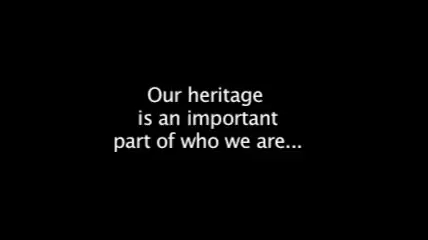 Our heritage
is an important
part of who we are...